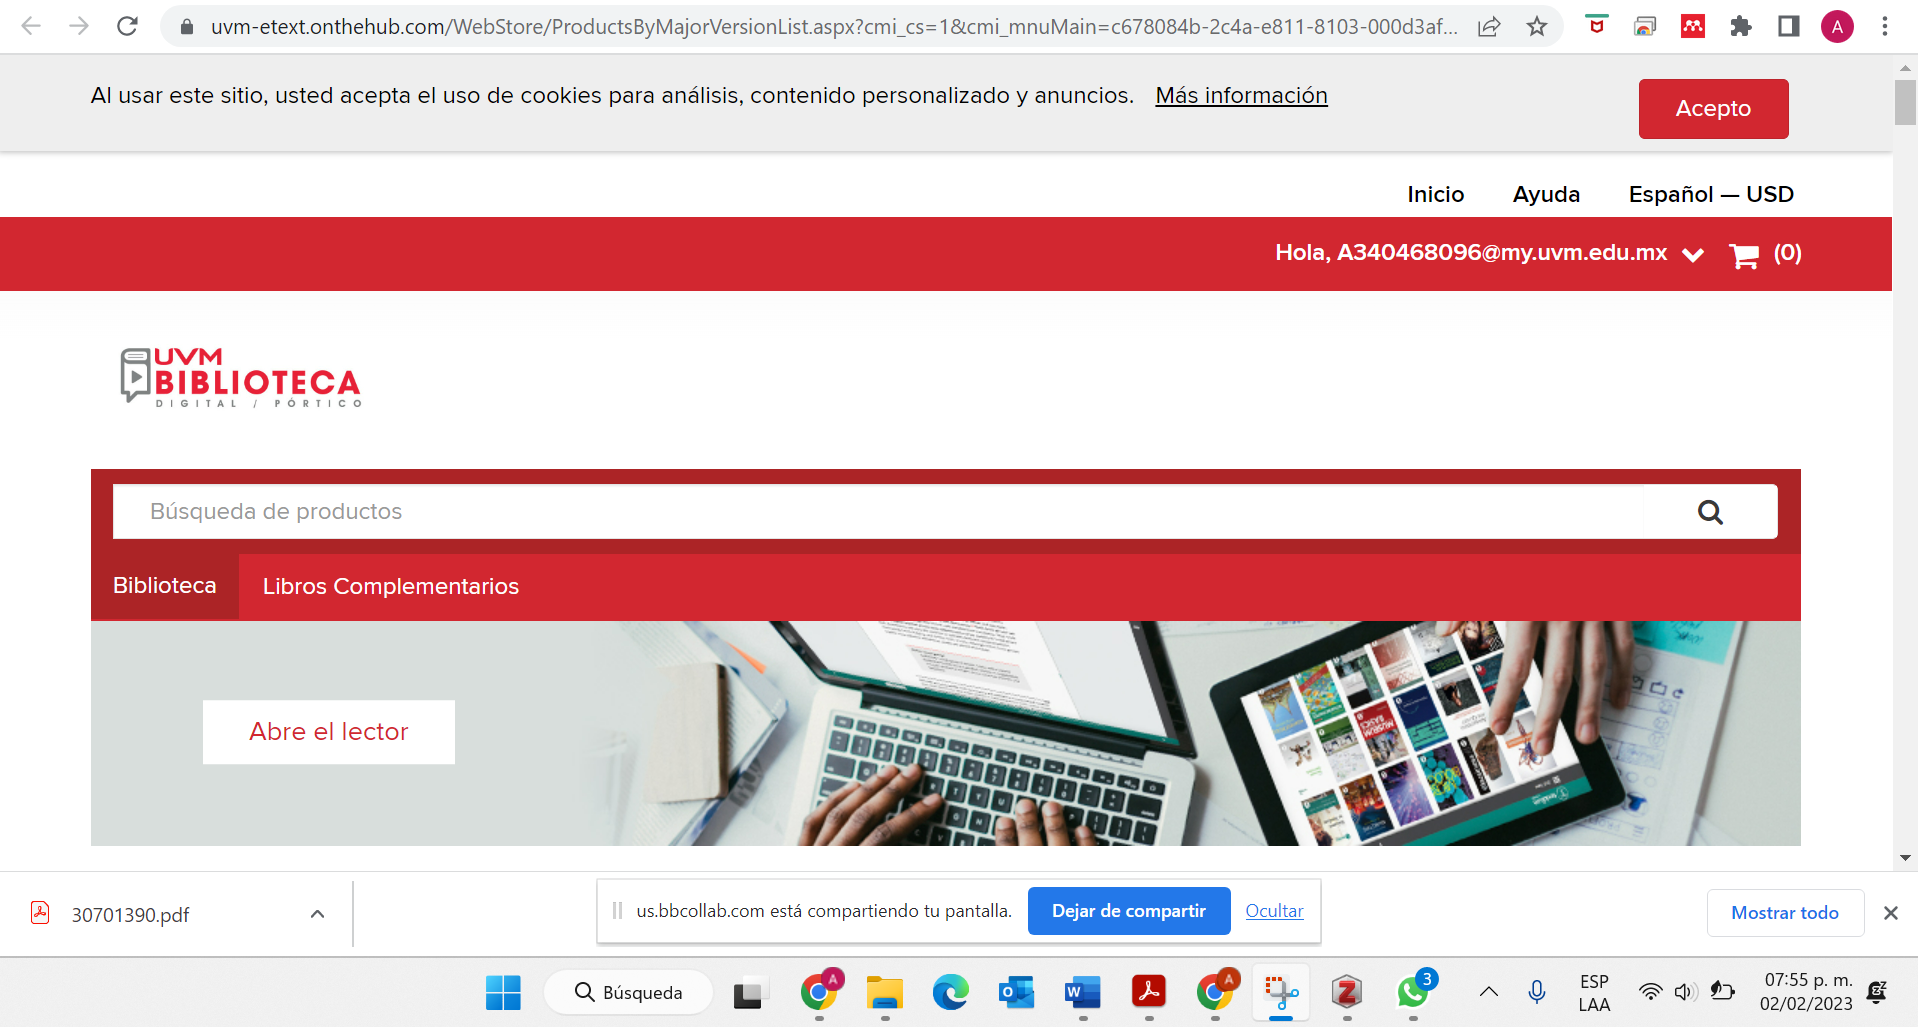 uvm-etext.onthehub.com/WebStore/ProductsByMajorVersionList.aspx?cmi_cs=1&cmi_mnuMain=c678084b-2c4a-e811-8103-000d3af...
A
Al usar este sitio, usted acepta el uso de cookies para análisis, contenido personalizado y anuncios. Más información
Acepto
Inicio Ayuda Español — USD
Hola, A340468096@my.uvm.edu.mx (0)
UVM
BIBLIOTECA
DIGITAL / PÓRTICO
Búsqueda de productos
Biblioteca Libros Complementarios
Abre el lector
30701390.pdf
us.bbcollab.com está compartiendo tu pantalla. Dejar de compartir Ocultar
Mostrar todo
Búsqueda
A
A
3
ESP
LAA
07:55 p. m.
02/02/2023